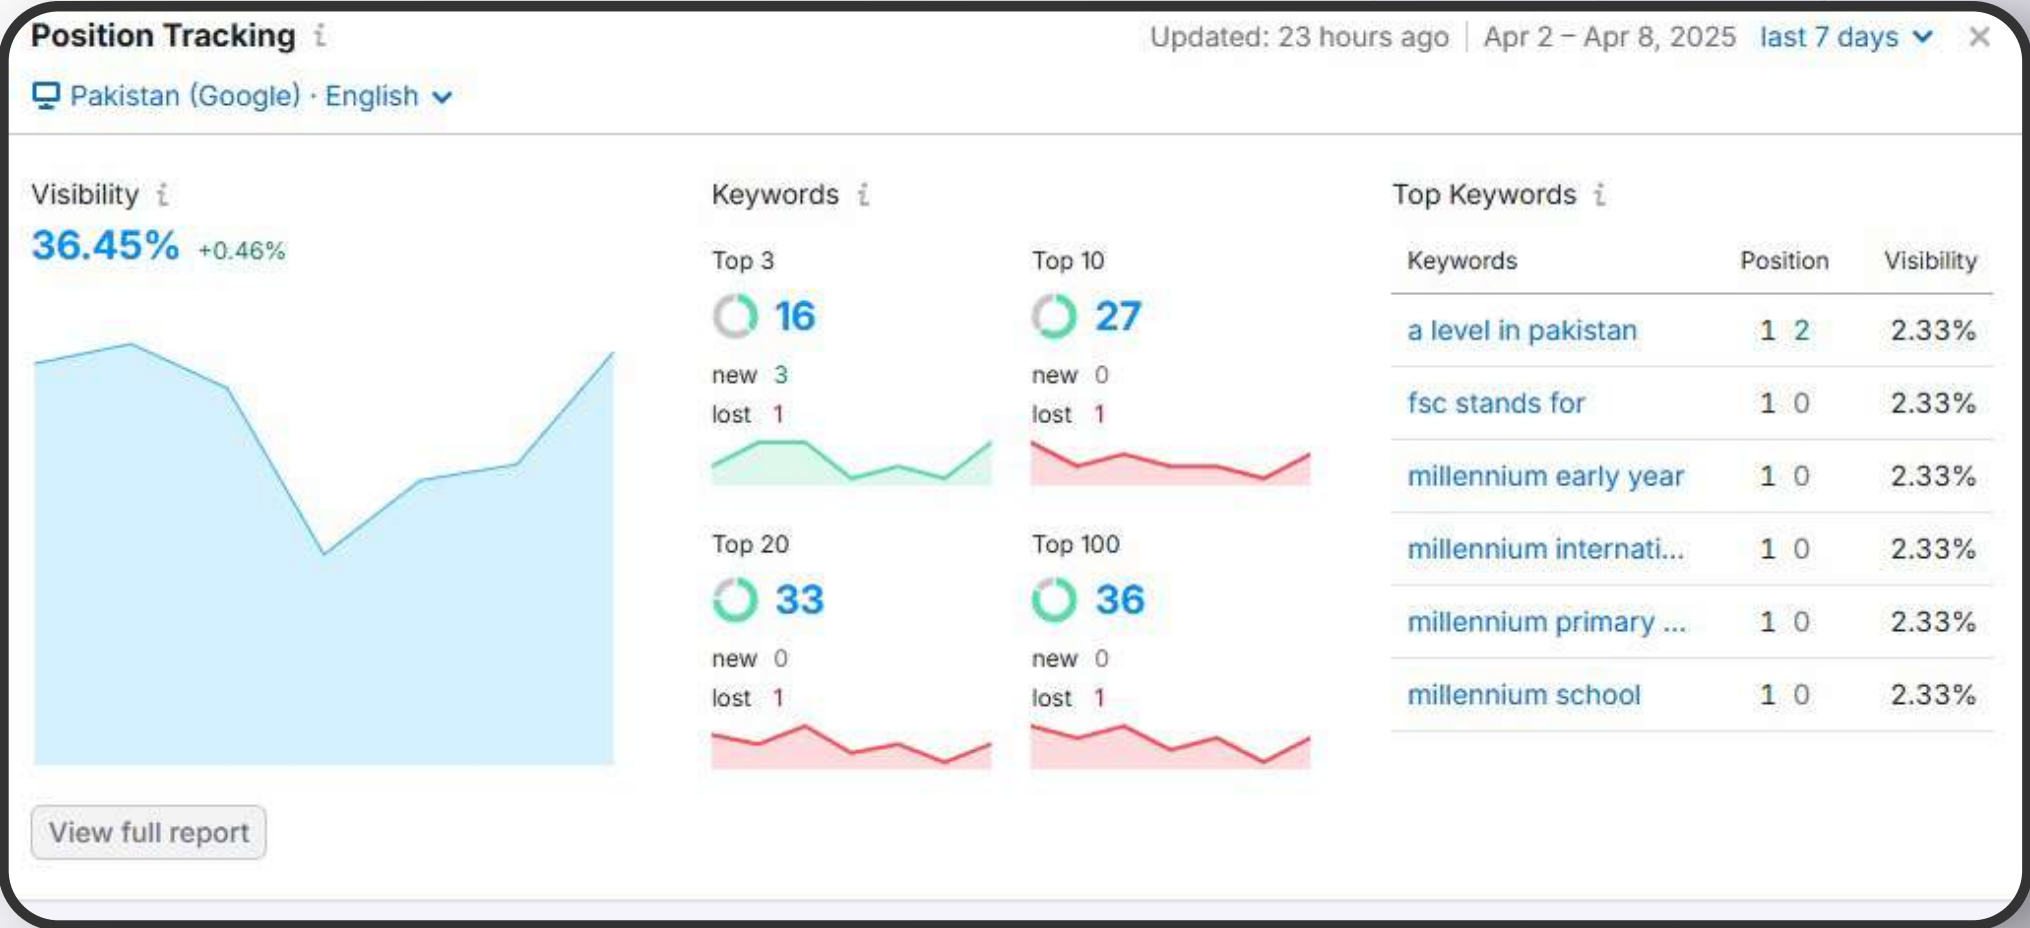 Position Tracking i
Updated: 23 hours ago | Apr 2 – Apr 8, 2025 last 7 days ×
Pakistan (Google) · English
Visibility i
36.45% +0.46%
View full report
Keywords i
Top 3
16
new 3
lost 1
Top 10
27
new 0
lost 1
Top 20
33
new 0
lost 1
Top 100
36
new 0
lost 1
Top Keywords i
Keywords Position Visibility
a level in pakistan 1 2 2.33%
fsc stands for 1 0 2.33%
millennium early year 1 0 2.33%
millennium internati... 1 0 2.33%
millennium primary ... 1 0 2.33%
millennium school 1 0 2.33%